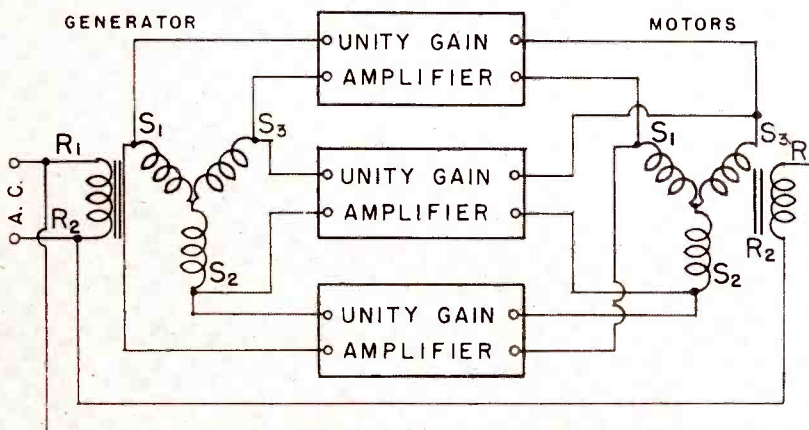 GENERATOR
MOTORS
UNITY GAIN
AMPLIFIER
S1
S3
S1
S3
R
R1
A.C.
R2
UNITY GAIN
AMPLIFIER
R2
S2
S2
UNITY GAIN
AMPLIFIER